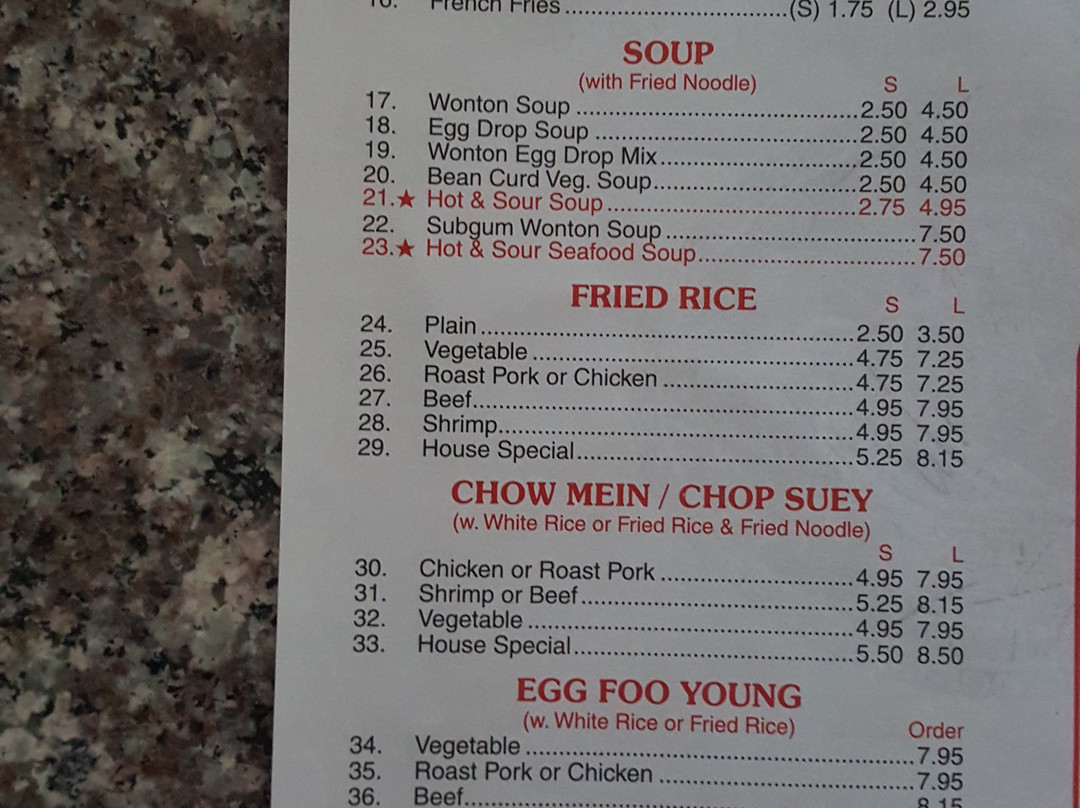 16. French Fries (S) 1.75 (L) 2.95
SOUP
(with Fried Noodle) S L
17. Wonton Soup 2.50 4.50
18. Egg Drop Soup 2.50 4.50
19. Wonton Egg Drop Mix 2.50 4.50
20. Bean Curd Veg. Soup 2.50 4.50
21.★ Hot & Sour Soup 2.75 4.95
22. Subgum Wonton Soup 7.50
23.★ Hot & Sour Seafood Soup 7.50
FRIED RICE S L
24. Plain 2.50 3.50
25. Vegetable 4.75 7.25
26. Roast Pork or Chicken 4.75 7.25
27. Beef 4.95 7.95
28. Shrimp 4.95 7.95
29. House Special 5.25 8.15
CHOW MEIN / CHOP SUEY
(w. White Rice or Fried Rice & Fried Noodle)
S L
30. Chicken or Roast Pork 4.95 7.95
31. Shrimp or Beef 5.25 8.15
32. Vegetable 4.95 7.95
33. House Special 5.50 8.50
EGG FOO YOUNG
(w. White Rice or Fried Rice) Order
34. Vegetable 7.95
35. Roast Pork or Chicken 7.95
36. Beef 8.15